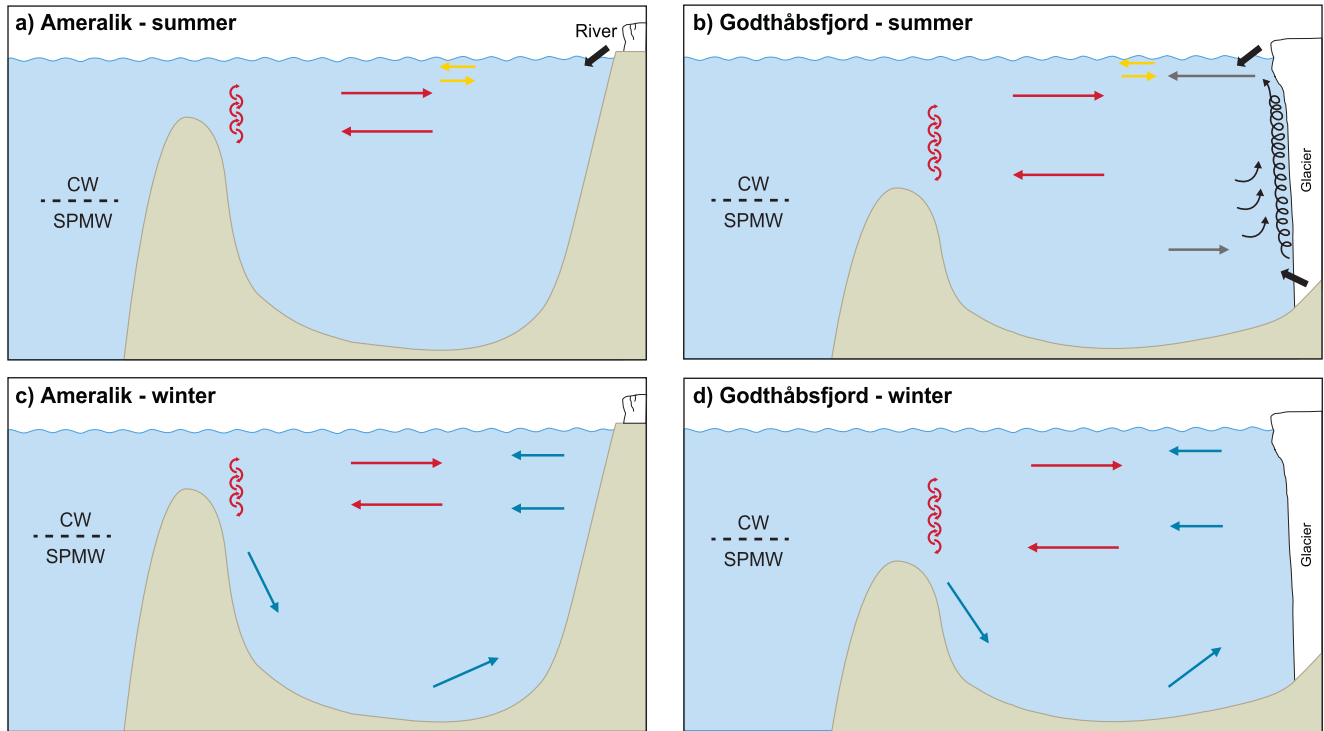 a) Ameralik - summer
River
CW
SPMW
b) Godthåbsfjord - summer
CW
SPMW
Glacier
c) Ameralik - winter
CW
SPMW
d) Godthåbsfjord - winter
CW
SPMW
Glacier